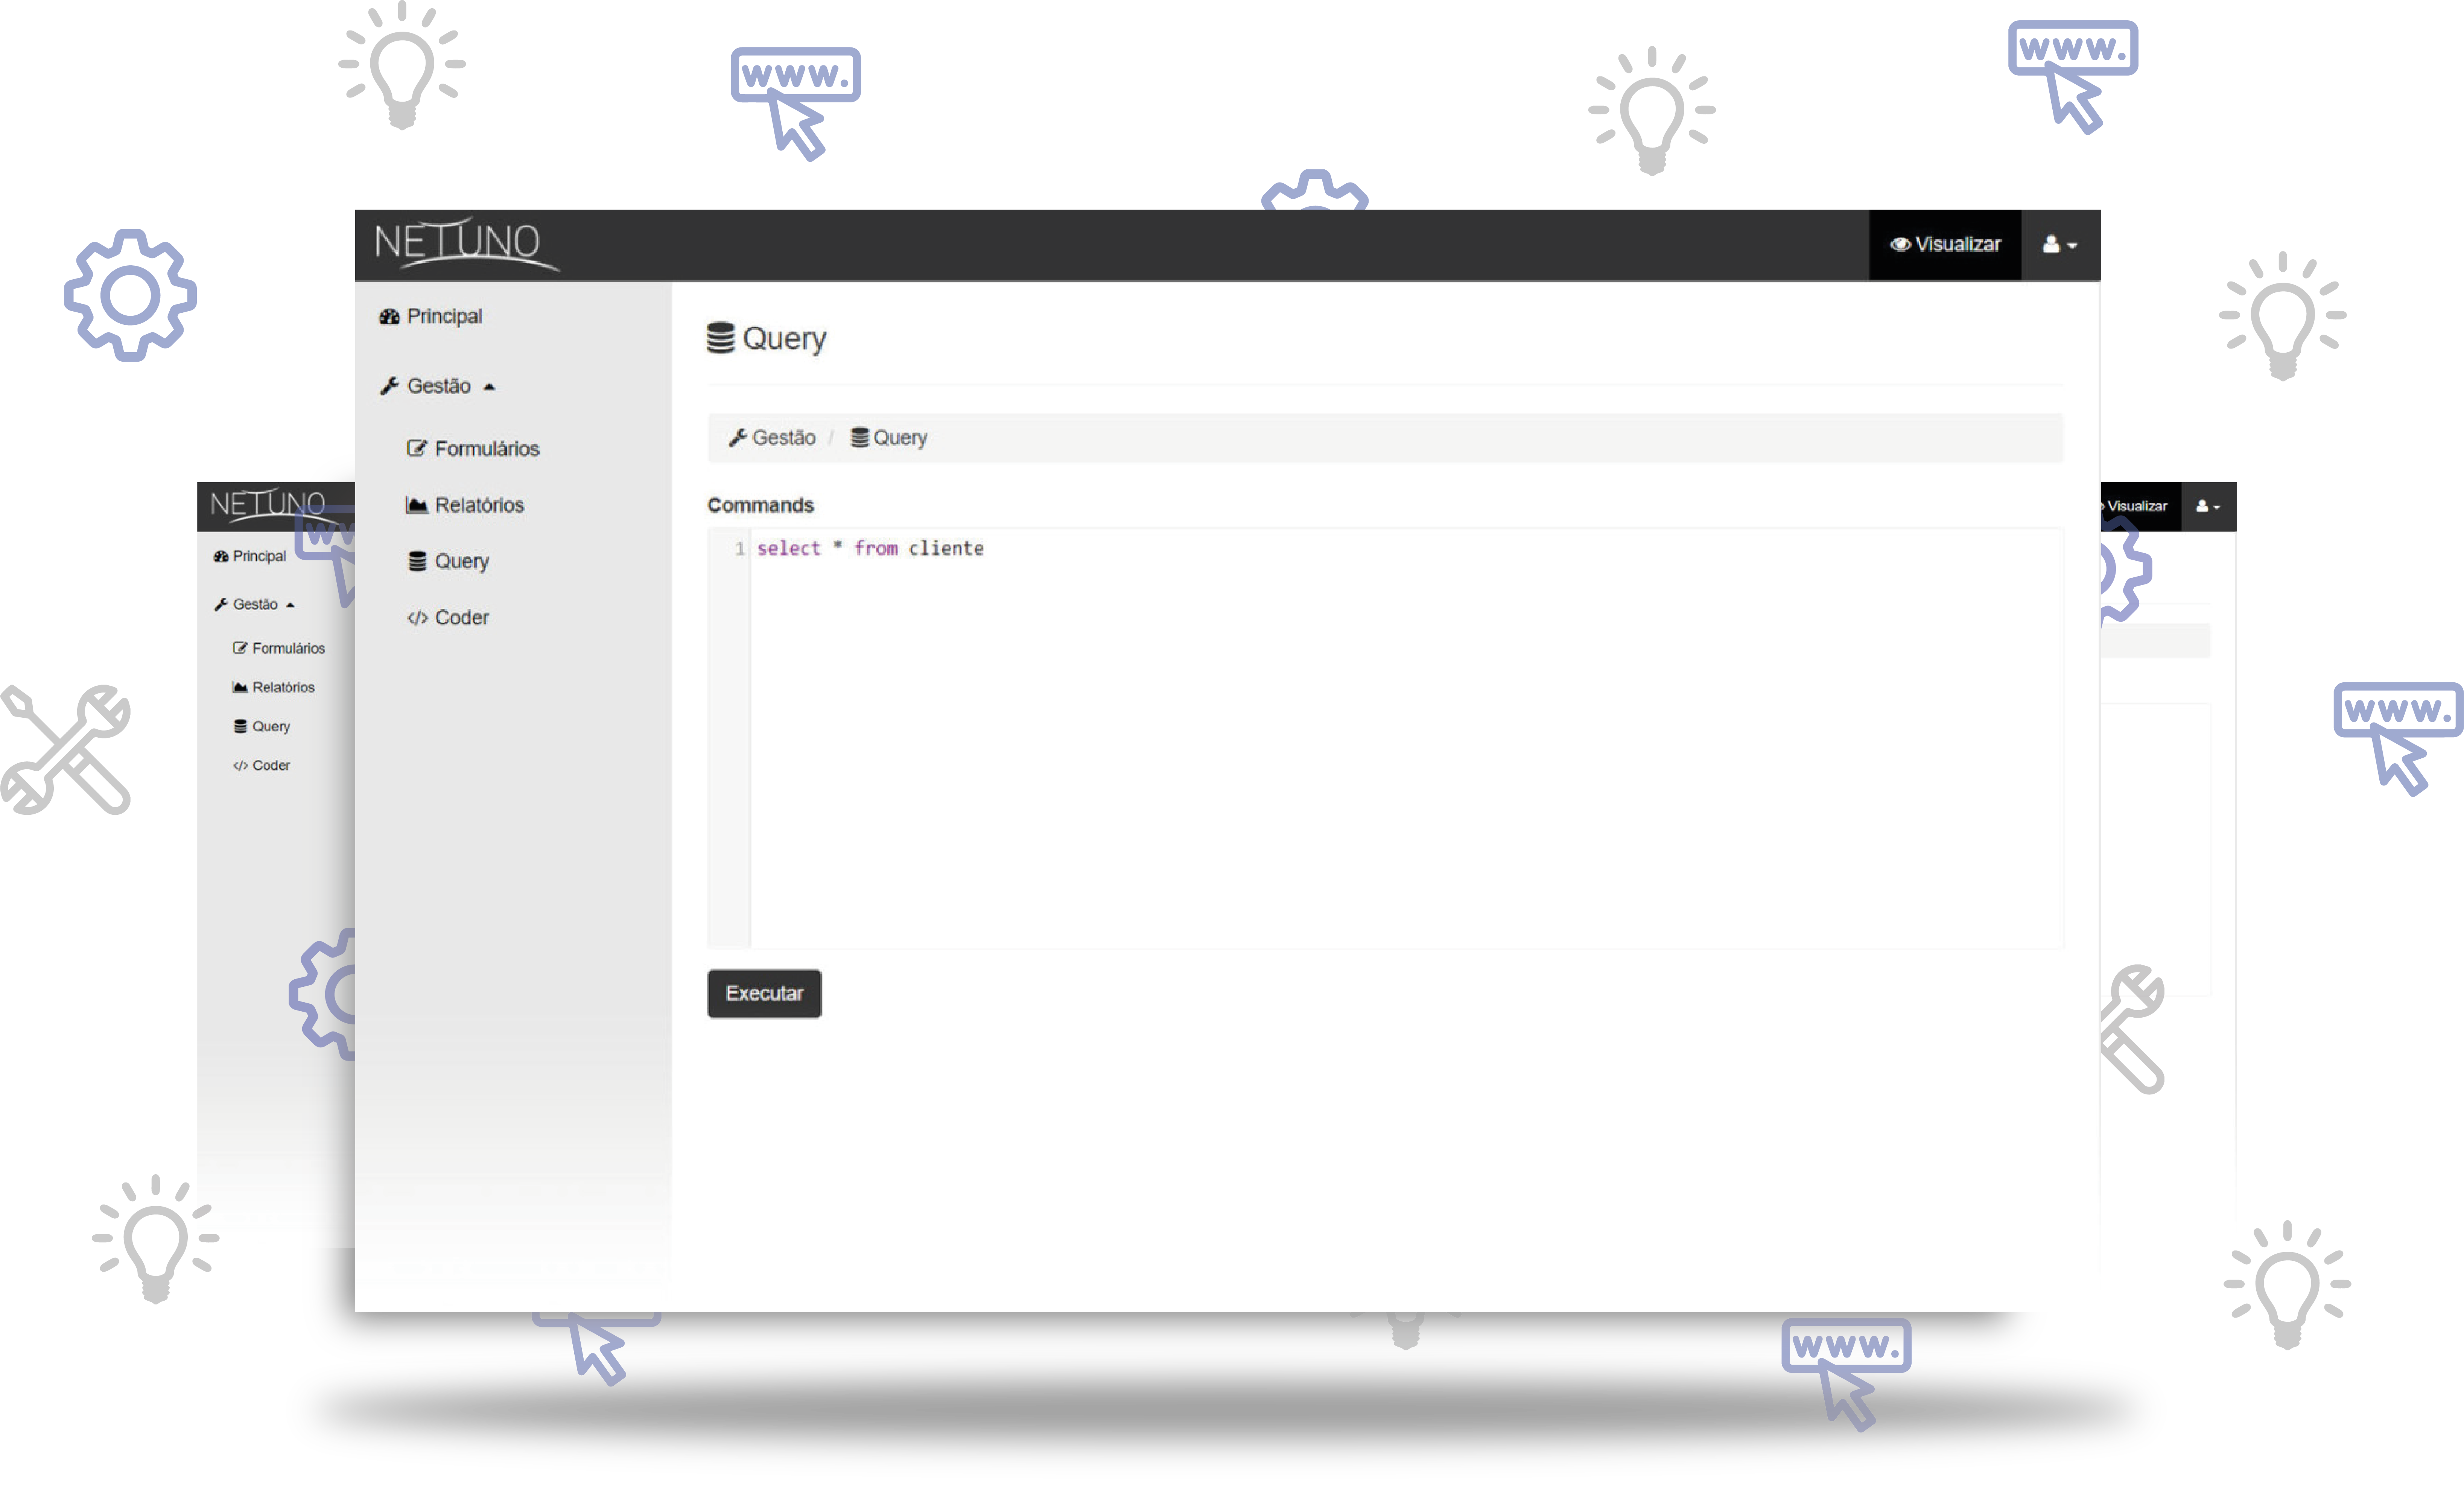 www.
www.
NETUNO
Visualizar
Principal
Query
Gestão
Gestão / Query
Formulários
Relatórios
Commands
1 select * from cliente
Query
Coder
Executar
NETUNO
Principal
Gestão
Formulários
Relatórios
Query
Coder
Visualizar
www.
www.